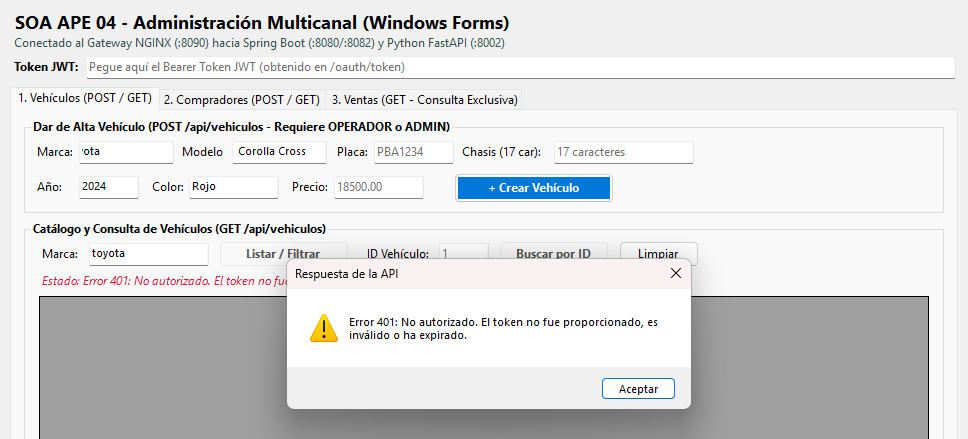 SOA APE 04 - Administración Multicanal (Windows Forms)
Conectado al Gateway NGINX (:8090) hacia Spring Boot (:8080/:8082) y Python FastAPI (:8002)
Token JWT: Pegue aquí el Bearer Token JWT (obtenido en /oauth/token)
1. Vehículos (POST / GET) 2. Compradores (POST / GET) 3. Ventas (GET - Consulta Exclusiva)
Dar de Alta Vehículo (POST /api/vehiculos - Requiere OPERADOR o ADMIN)
Marca: ota Modelo Corolla Cross Placa: PBA1234 Chasis (17 car): 17 caracteres
Año: 2024 Color: Rojo Precio: 18500.00 + Crear Vehículo
Catálogo y Consulta de Vehículos (GET /api/vehiculos)
Marca: toyota Listar / Filtrar ID Vehículo: 1 Buscar por ID Limpiar
Estado: Error 401: No autorizado. El token no
Respuesta de la API
Error 401: No autorizado. El token no fue proporcionado, es
inválido o ha expirado.
Aceptar